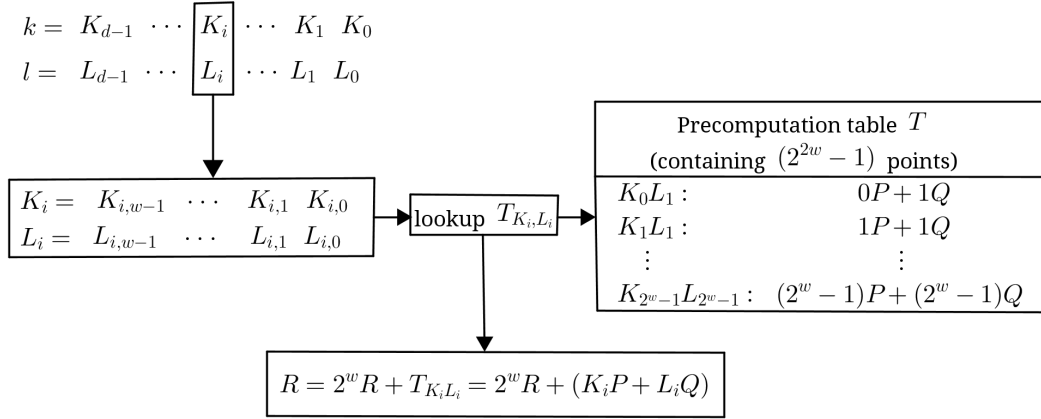 k = K_{d-1} ⋯ K_i ⋯ K_1 K_0
l = L_{d-1} ⋯ L_i ⋯ L_1 L_0
K_i = K_{i,w-1} ⋯ K_{i,1} K_{i,0}
L_i = L_{i,w-1} ⋯ L_{i,1} L_{i,0}
lookup T_{K_i,L_i}
Precomputation table T
(containing (2^{2w} − 1) points)
K_0L_1 : 0P + 1Q
K_1L_1 : 1P + 1Q
⋮ ⋮
K_{2^w-1}L_{2^w-1} : (2^w − 1)P + (2^w − 1)Q
R = 2^wR + T_{K_iL_i} = 2^wR + (K_iP + L_iQ)